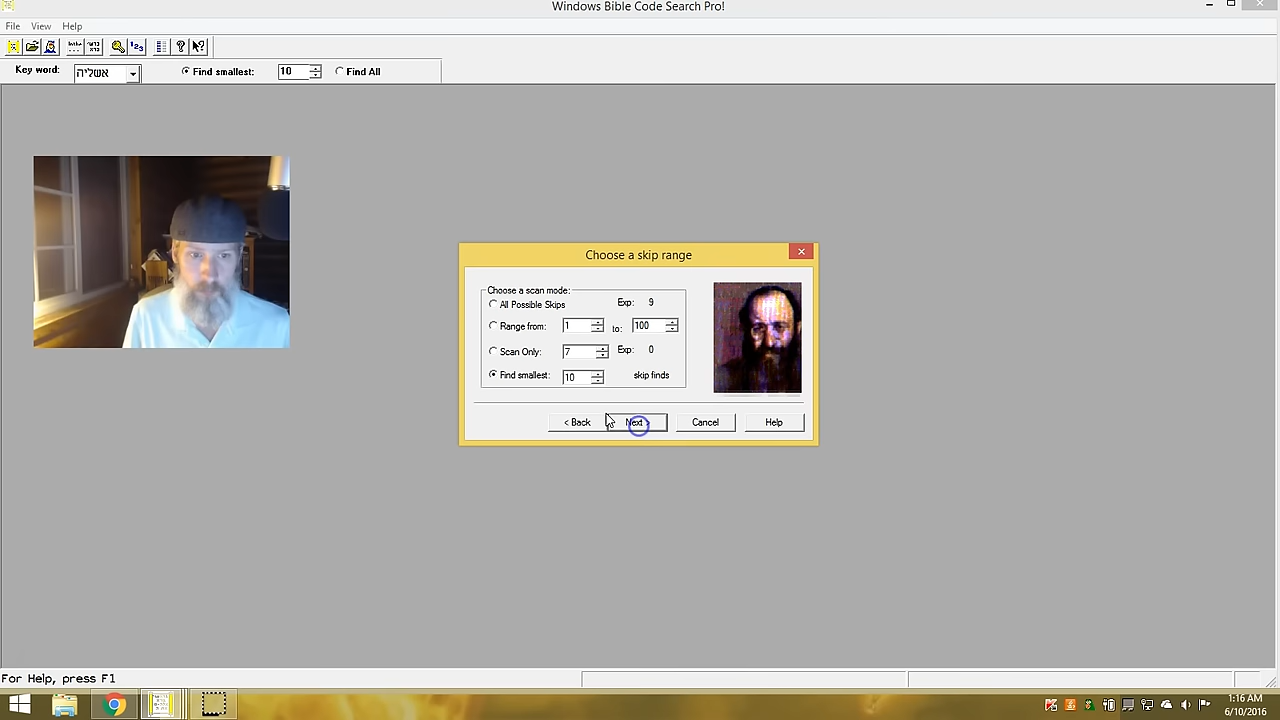 Windows Bible Code Search Pro!
File View Help
Key word: אשליה Find smallest: 10 Find All
Choose a skip range
Choose a scan mode:
All Possible Skips Exp: 9
Range from: 1 to: 100
Scan Only: 7 Exp: 0
Find smallest: 10 skip finds
< Back Next > Cancel Help
For Help, press F1
1:16 AM
6/10/2016